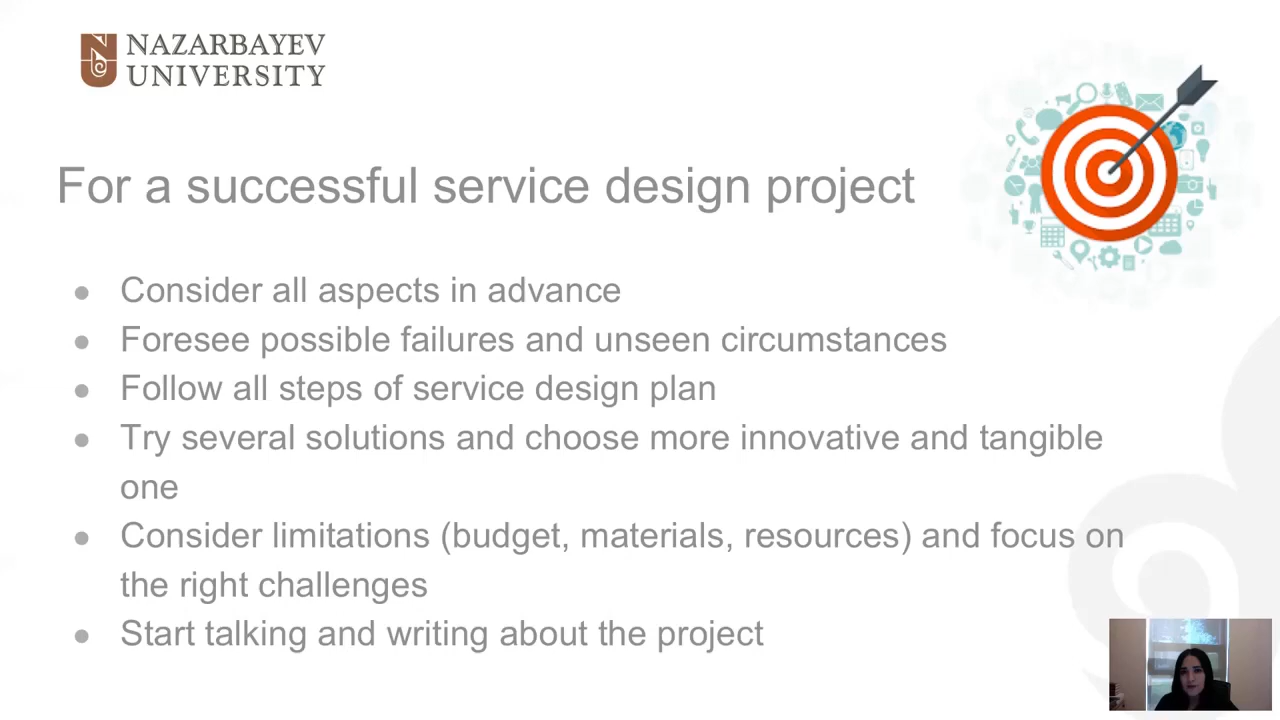 NAZARBAYEV
UNIVERSITY
For a successful service design project
● Consider all aspects in advance
● Foresee possible failures and unseen circumstances
● Follow all steps of service design plan
● Try several solutions and choose more innovative and tangible
one
● Consider limitations (budget, materials, resources) and focus on
the right challenges
● Start talking and writing about the project